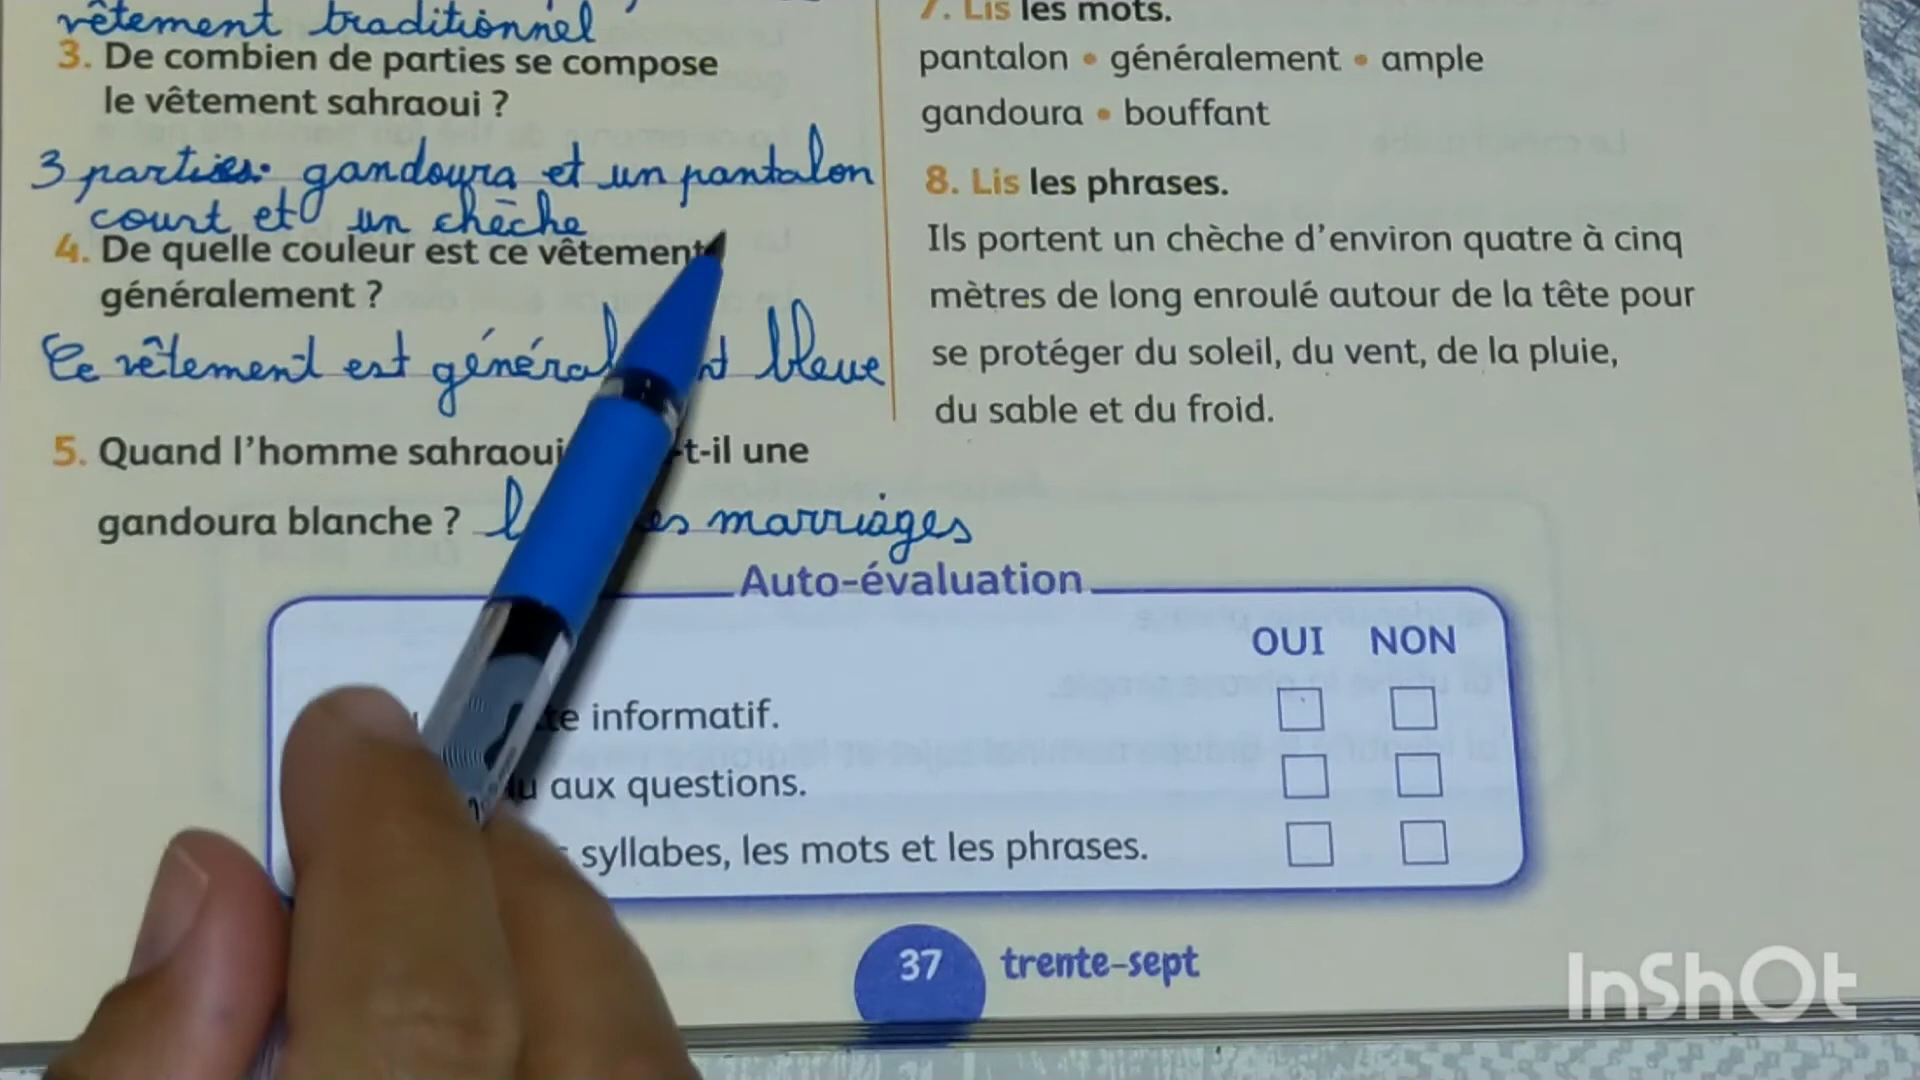 vêtement traditionnel
3. De combien de parties se compose
le vêtement sahraoui ?
3 parties. gandoura et un pantalon
court et un chèche
4. De quelle couleur est ce vêtement
généralement ?
Ce vêtement est bleue
5. Quand l'homme sahraoui t-il une
gandoura blanche ? marriages
7. Lis les mots.
pantalon • généralement • ample
gandoura • bouffant
8. Lis les phrases.
Ils portent un chèche d'environ quatre à cinq
mètres de long enroulé autour de la tête pour
se protéger du soleil, du vent, de la pluie,
du sable et du froid.
Auto-évaluation
OUI NON
informatif.
aux questions.
syllabes, les mots et les phrases.
37 trente-sept
InShOt